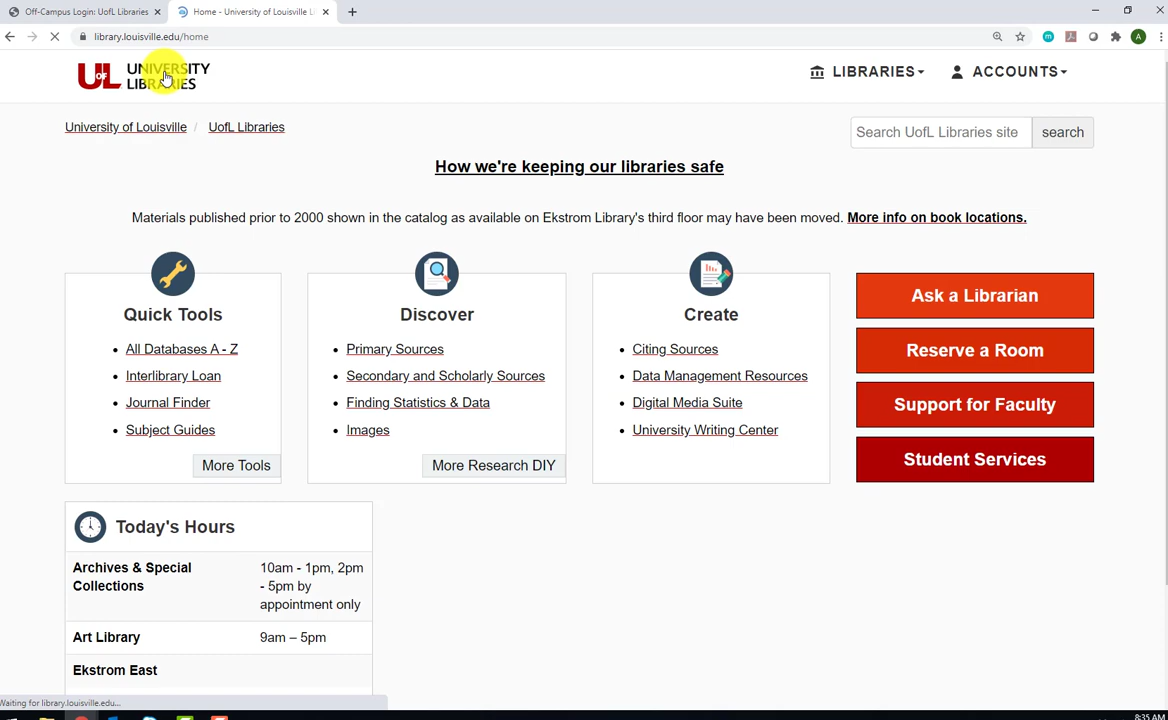 Off-Campus Login: UofL Libraries
Home - University of Louisville Li
library.louisville.edu/home
A
UL
OF
UNIVERSITY
LIBRARIES
LIBRARIES
ACCOUNTS
University of Louisville / UofL Libraries
Search UofL Libraries site
search
How we're keeping our libraries safe
Materials published prior to 2000 shown in the catalog as available on Ekstrom Library's third floor may have been moved. More info on book locations.
Quick Tools
All Databases A - Z
Interlibrary Loan
Journal Finder
Subject Guides
More Tools
Discover
Primary Sources
Secondary and Scholarly Sources
Finding Statistics & Data
Images
More Research DIY
Create
Citing Sources
Data Management Resources
Digital Media Suite
University Writing Center
Ask a Librarian
Reserve a Room
Support for Faculty
Student Services
Today's Hours
Archives & Special
Collections
10am - 1pm, 2pm
- 5pm by
appointment only
Art Library
9am – 5pm
Ekstrom East
Waiting for library.louisville.edu...
8:35 AM